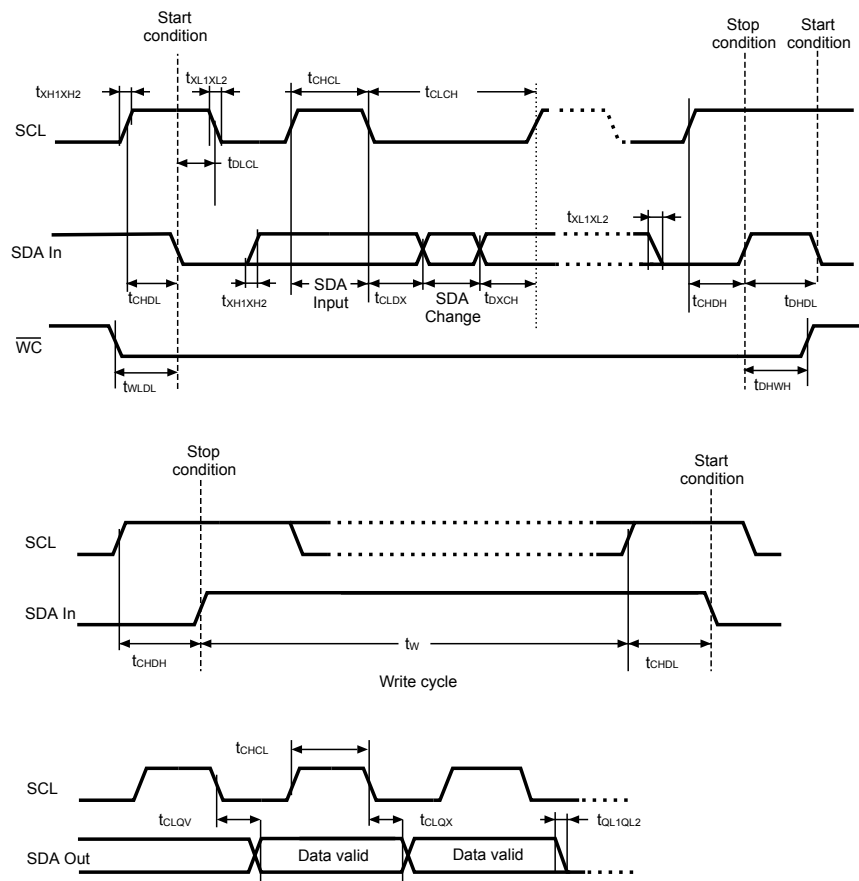 Start
condition
Stop
condition
Start
condition
tXH1XH2
tXL1XL2
tCHCL
tCLCH
SCL
tDLCL
tXL1XL2
SDA In
tCHDL
tXH1XH2
SDA
Input
tCLDX
SDA
Change
tDXCH
tCHDH
tDHDL
WC
tWLDL
tDHWH
Stop
condition
Start
condition
SCL
SDA In
tCHDH
tW
tCHDL
Write cycle
tCHCL
SCL
tCLQV
tCLQX
tQL1QL2
SDA Out
Data valid
Data valid